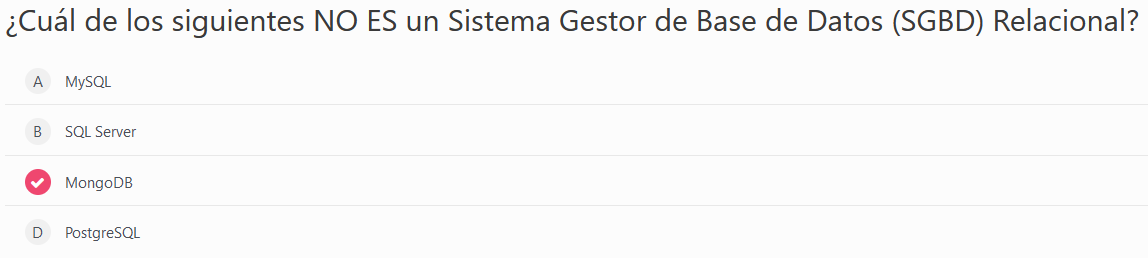 ¿Cuál de los siguientes NO ES un Sistema Gestor de Base de Datos (SGBD) Relacional?
A MySQL
B SQL Server
MongoDB
D PostgreSQL